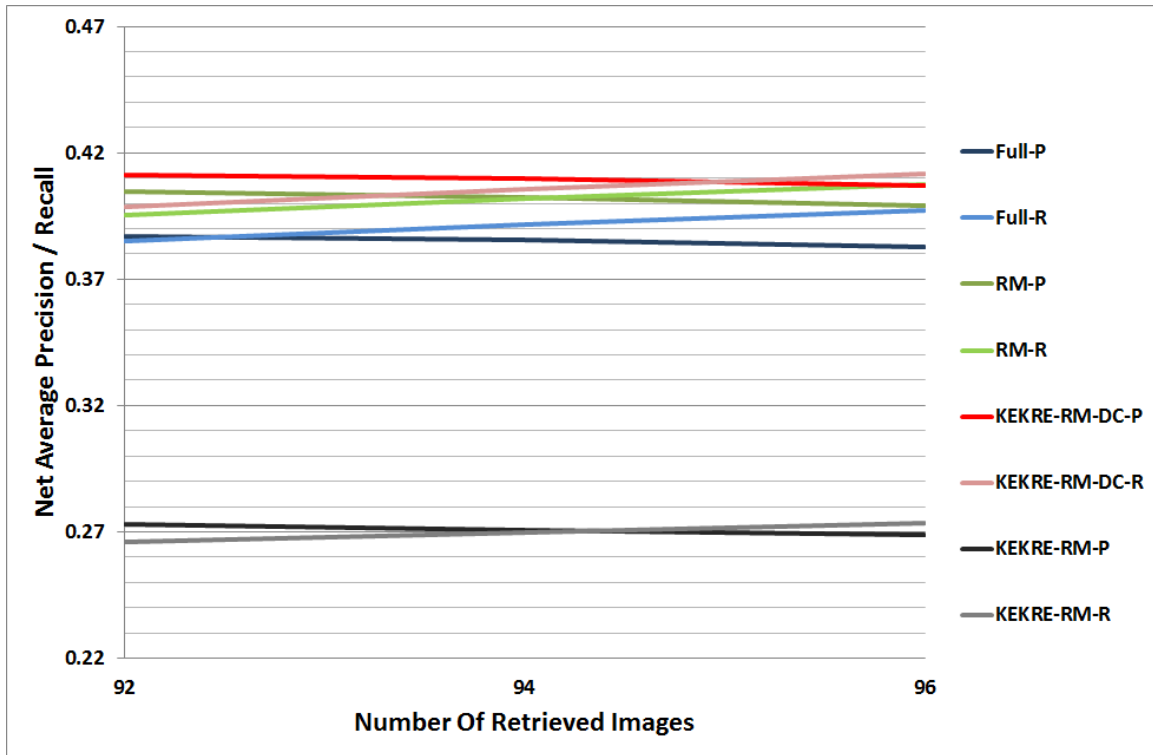 Net Average Precision / Recall
0.47
0.42
0.37
0.32
0.27
0.22
92
94
96
Number Of Retrieved Images
Full-P
Full-R
RM-P
RM-R
KEKRE-RM-DC-P
KEKRE-RM-DC-R
KEKRE-RM-P
KEKRE-RM-R